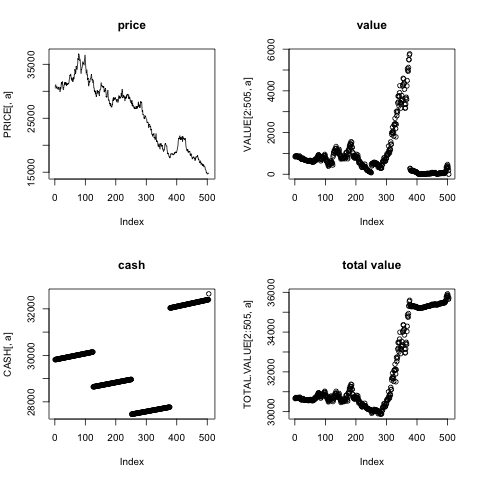 price
PRICE[, a]
15000 25000 35000
0 100 200 300 400 500
Index
value
VALUE[2:505, a]
0 2000 4000 6000
0 100 200 300 400 500
Index
cash
CASH[, a]
28000 30000 32000
0 100 200 300 400 500
Index
total value
TOTAL.VALUE[2:505, a]
30000 32000 34000 36000
0 100 200 300 400 500
Index